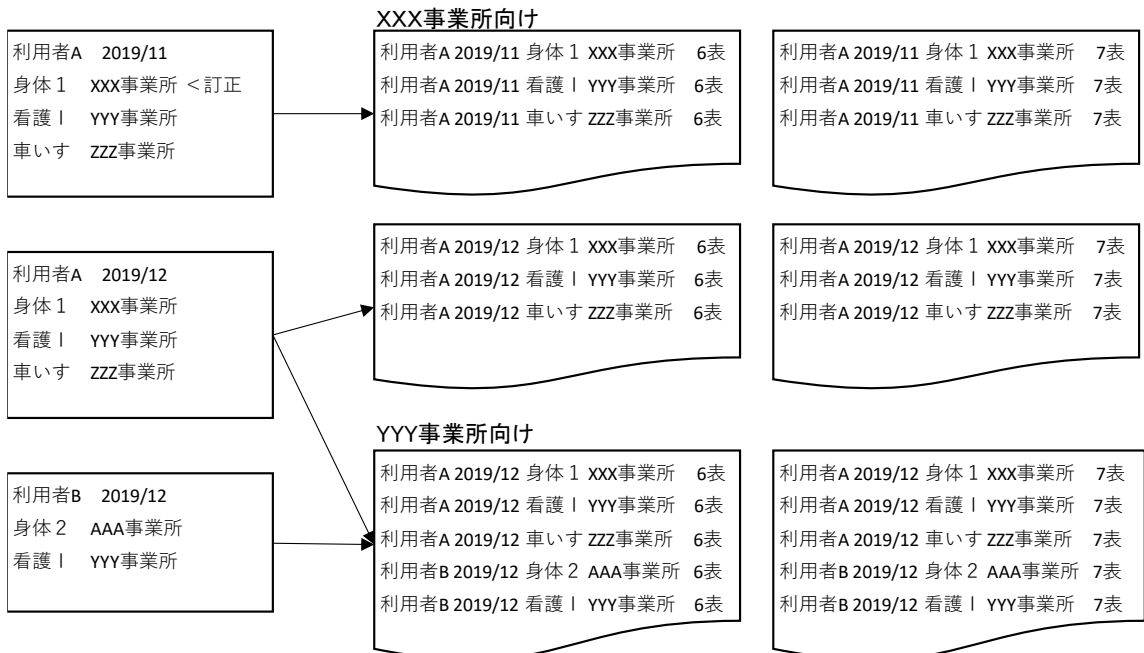 利用者A 2019/11
身体１ XXX事業所 ＜訂正
看護Ⅰ YYY事業所
車いす ZZZ事業所
利用者A 2019/12
身体１ XXX事業所
看護Ⅰ YYY事業所
車いす ZZZ事業所
利用者B 2019/12
身体２ AAA事業所
看護Ⅰ YYY事業所
XXX事業所向け
利用者A 2019/11 身体１ XXX事業所 6表
利用者A 2019/11 看護Ⅰ YYY事業所 6表
利用者A 2019/11 車いす ZZZ事業所 6表
利用者A 2019/11 身体１ XXX事業所 7表
利用者A 2019/11 看護Ⅰ YYY事業所 7表
利用者A 2019/11 車いす ZZZ事業所 7表
利用者A 2019/12 身体１ XXX事業所 6表
利用者A 2019/12 看護Ⅰ YYY事業所 6表
利用者A 2019/12 車いす ZZZ事業所 6表
利用者A 2019/12 身体１ XXX事業所 7表
利用者A 2019/12 看護Ⅰ YYY事業所 7表
利用者A 2019/12 車いす ZZZ事業所 7表
YYY事業所向け
利用者A 2019/12 身体１ XXX事業所 6表
利用者A 2019/12 看護Ⅰ YYY事業所 6表
利用者A 2019/12 車いす ZZZ事業所 6表
利用者B 2019/12 身体２ AAA事業所 6表
利用者B 2019/12 看護Ⅰ YYY事業所 6表
利用者A 2019/12 身体１ XXX事業所 7表
利用者A 2019/12 看護Ⅰ YYY事業所 7表
利用者A 2019/12 車いす ZZZ事業所 7表
利用者B 2019/12 身体２ AAA事業所 7表
利用者B 2019/12 看護Ⅰ YYY事業所 7表